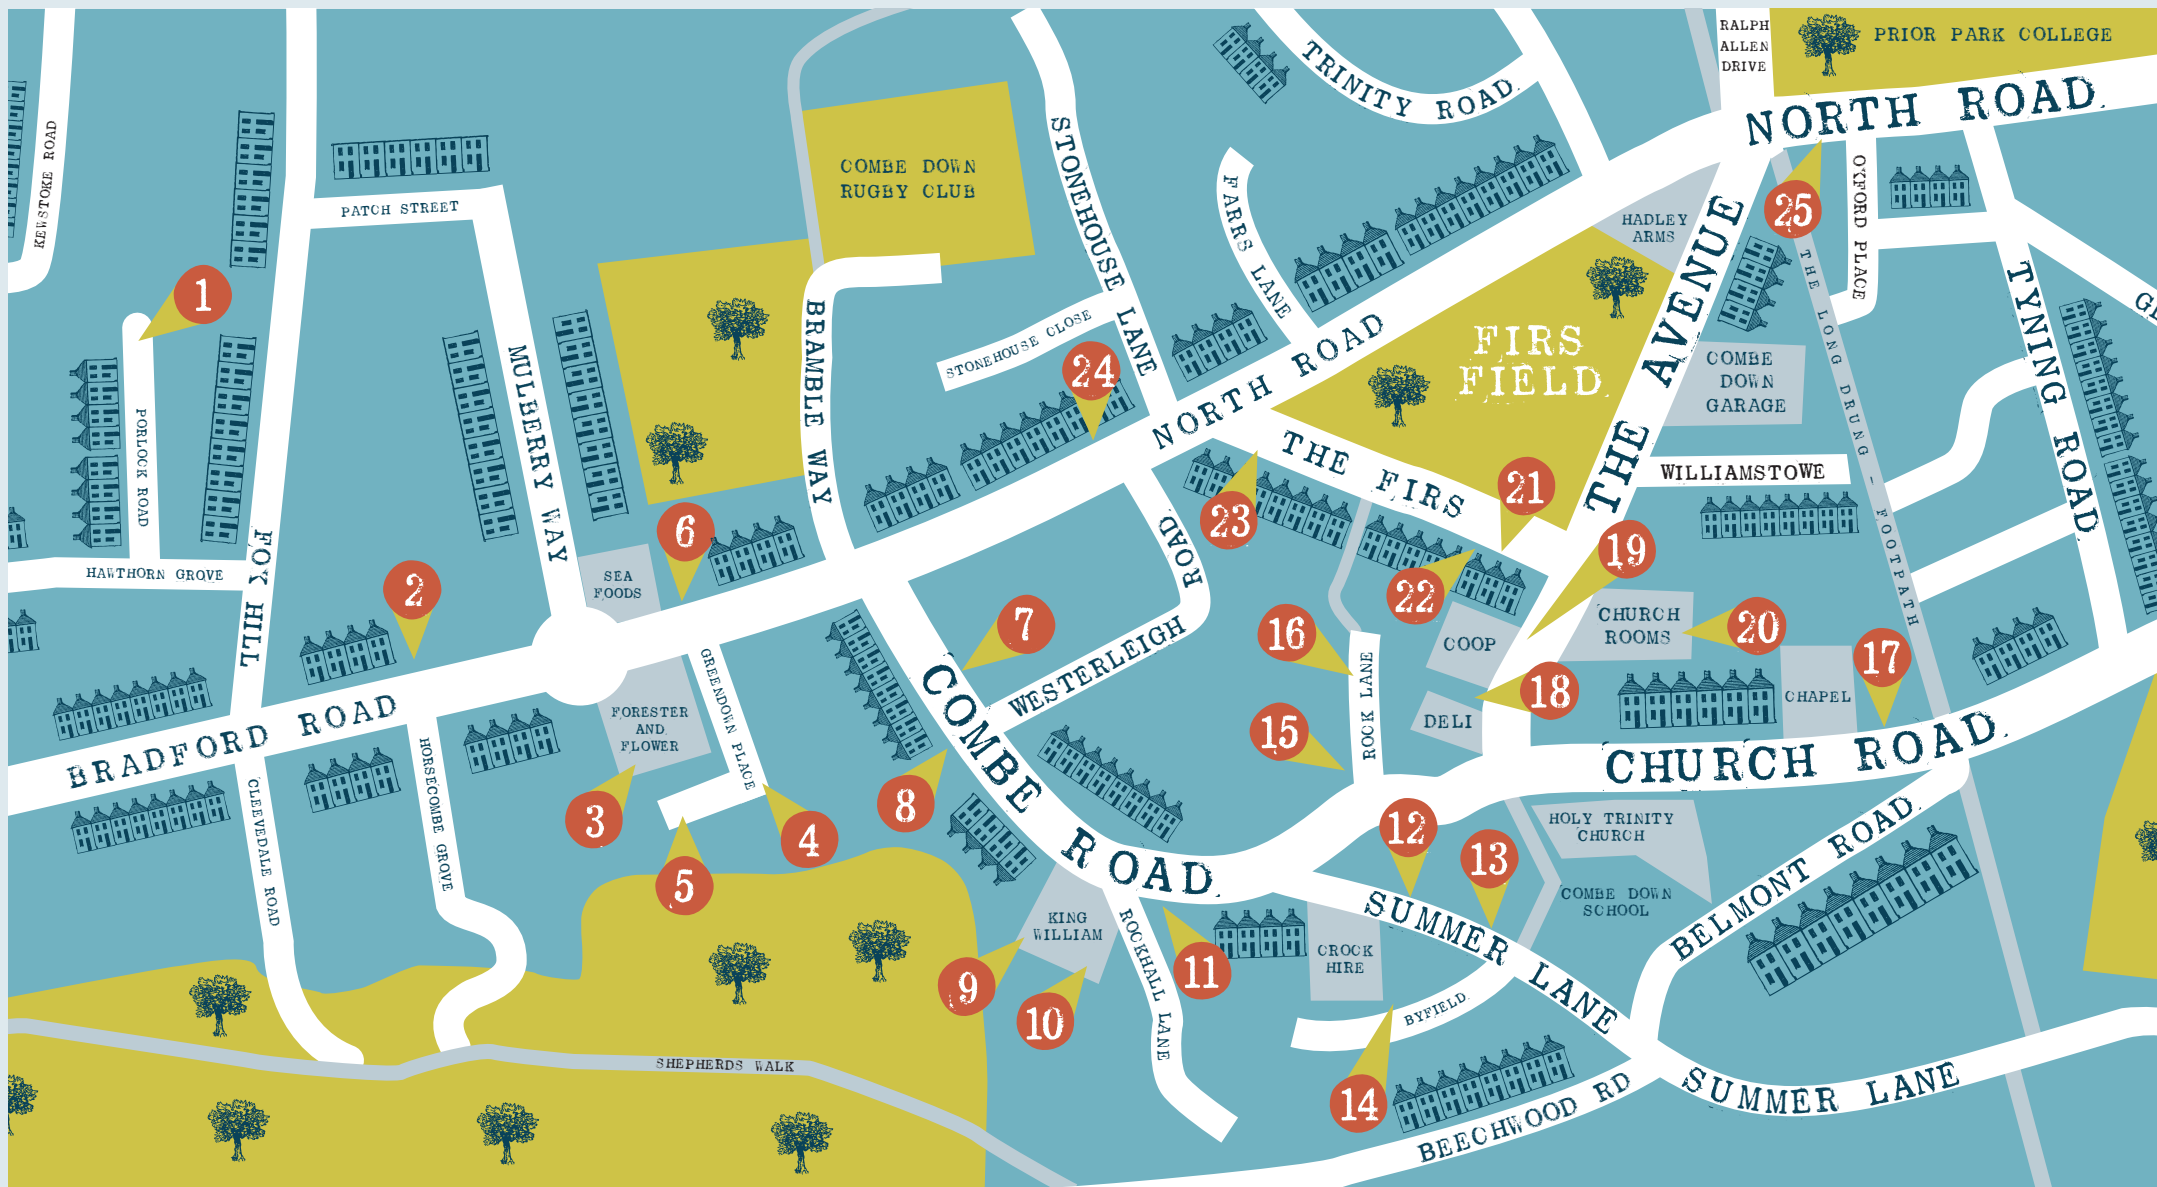 RALPH
ALLEN
DRIVE
PRIOR PARK COLLEGE
NORTH ROAD
TRINITY ROAD
KEWSTOKE ROAD
STONEHOUSE LANE
COMBE DOWN
RUGBY CLUB
FARRS LANE
OXFORD PLACE
PATCH STREET
25
HADLEY
ARMS
THE AVENUE
THE LONG DRUNG - FOOTPATH
TYNING ROAD
1
BRAMBLE WAY
STONEHOUSE CLOSE
NORTH ROAD
FIRS
FIELD
COMBE
DOWN
GARAGE
MULBERRY WAY
24
PORLOCK ROAD
THE FIRS
WILLIAMSTOWE
21
23
6
ROAD
WESTERLEIGH
19
HAWTHORN GROVE
SEA
FOODS
2
22
FOX HILL
7
16
COOP
CHURCH
ROOMS
20
17
CHAPEL
18
ROCK LANE
DELI
15
GREENDOWN PLACE
FORESTER
AND
FLOWER
BRADFORD ROAD
COMBE ROAD
CHURCH ROAD
HORSECOMBE GROVE
CLEEVEDALE ROAD
3
4
8
12
13
HOLY TRINITY
CHURCH
5
COMBE DOWN
SCHOOL
BELMONT ROAD
SUMMER LANE
KING
WILLIAM
ROCKHALL LANE
11
CROCK
HIRE
9
10
BYFIELD
SHEPHERDS WALK
14
SUMMER LANE
BEECHWOOD RD